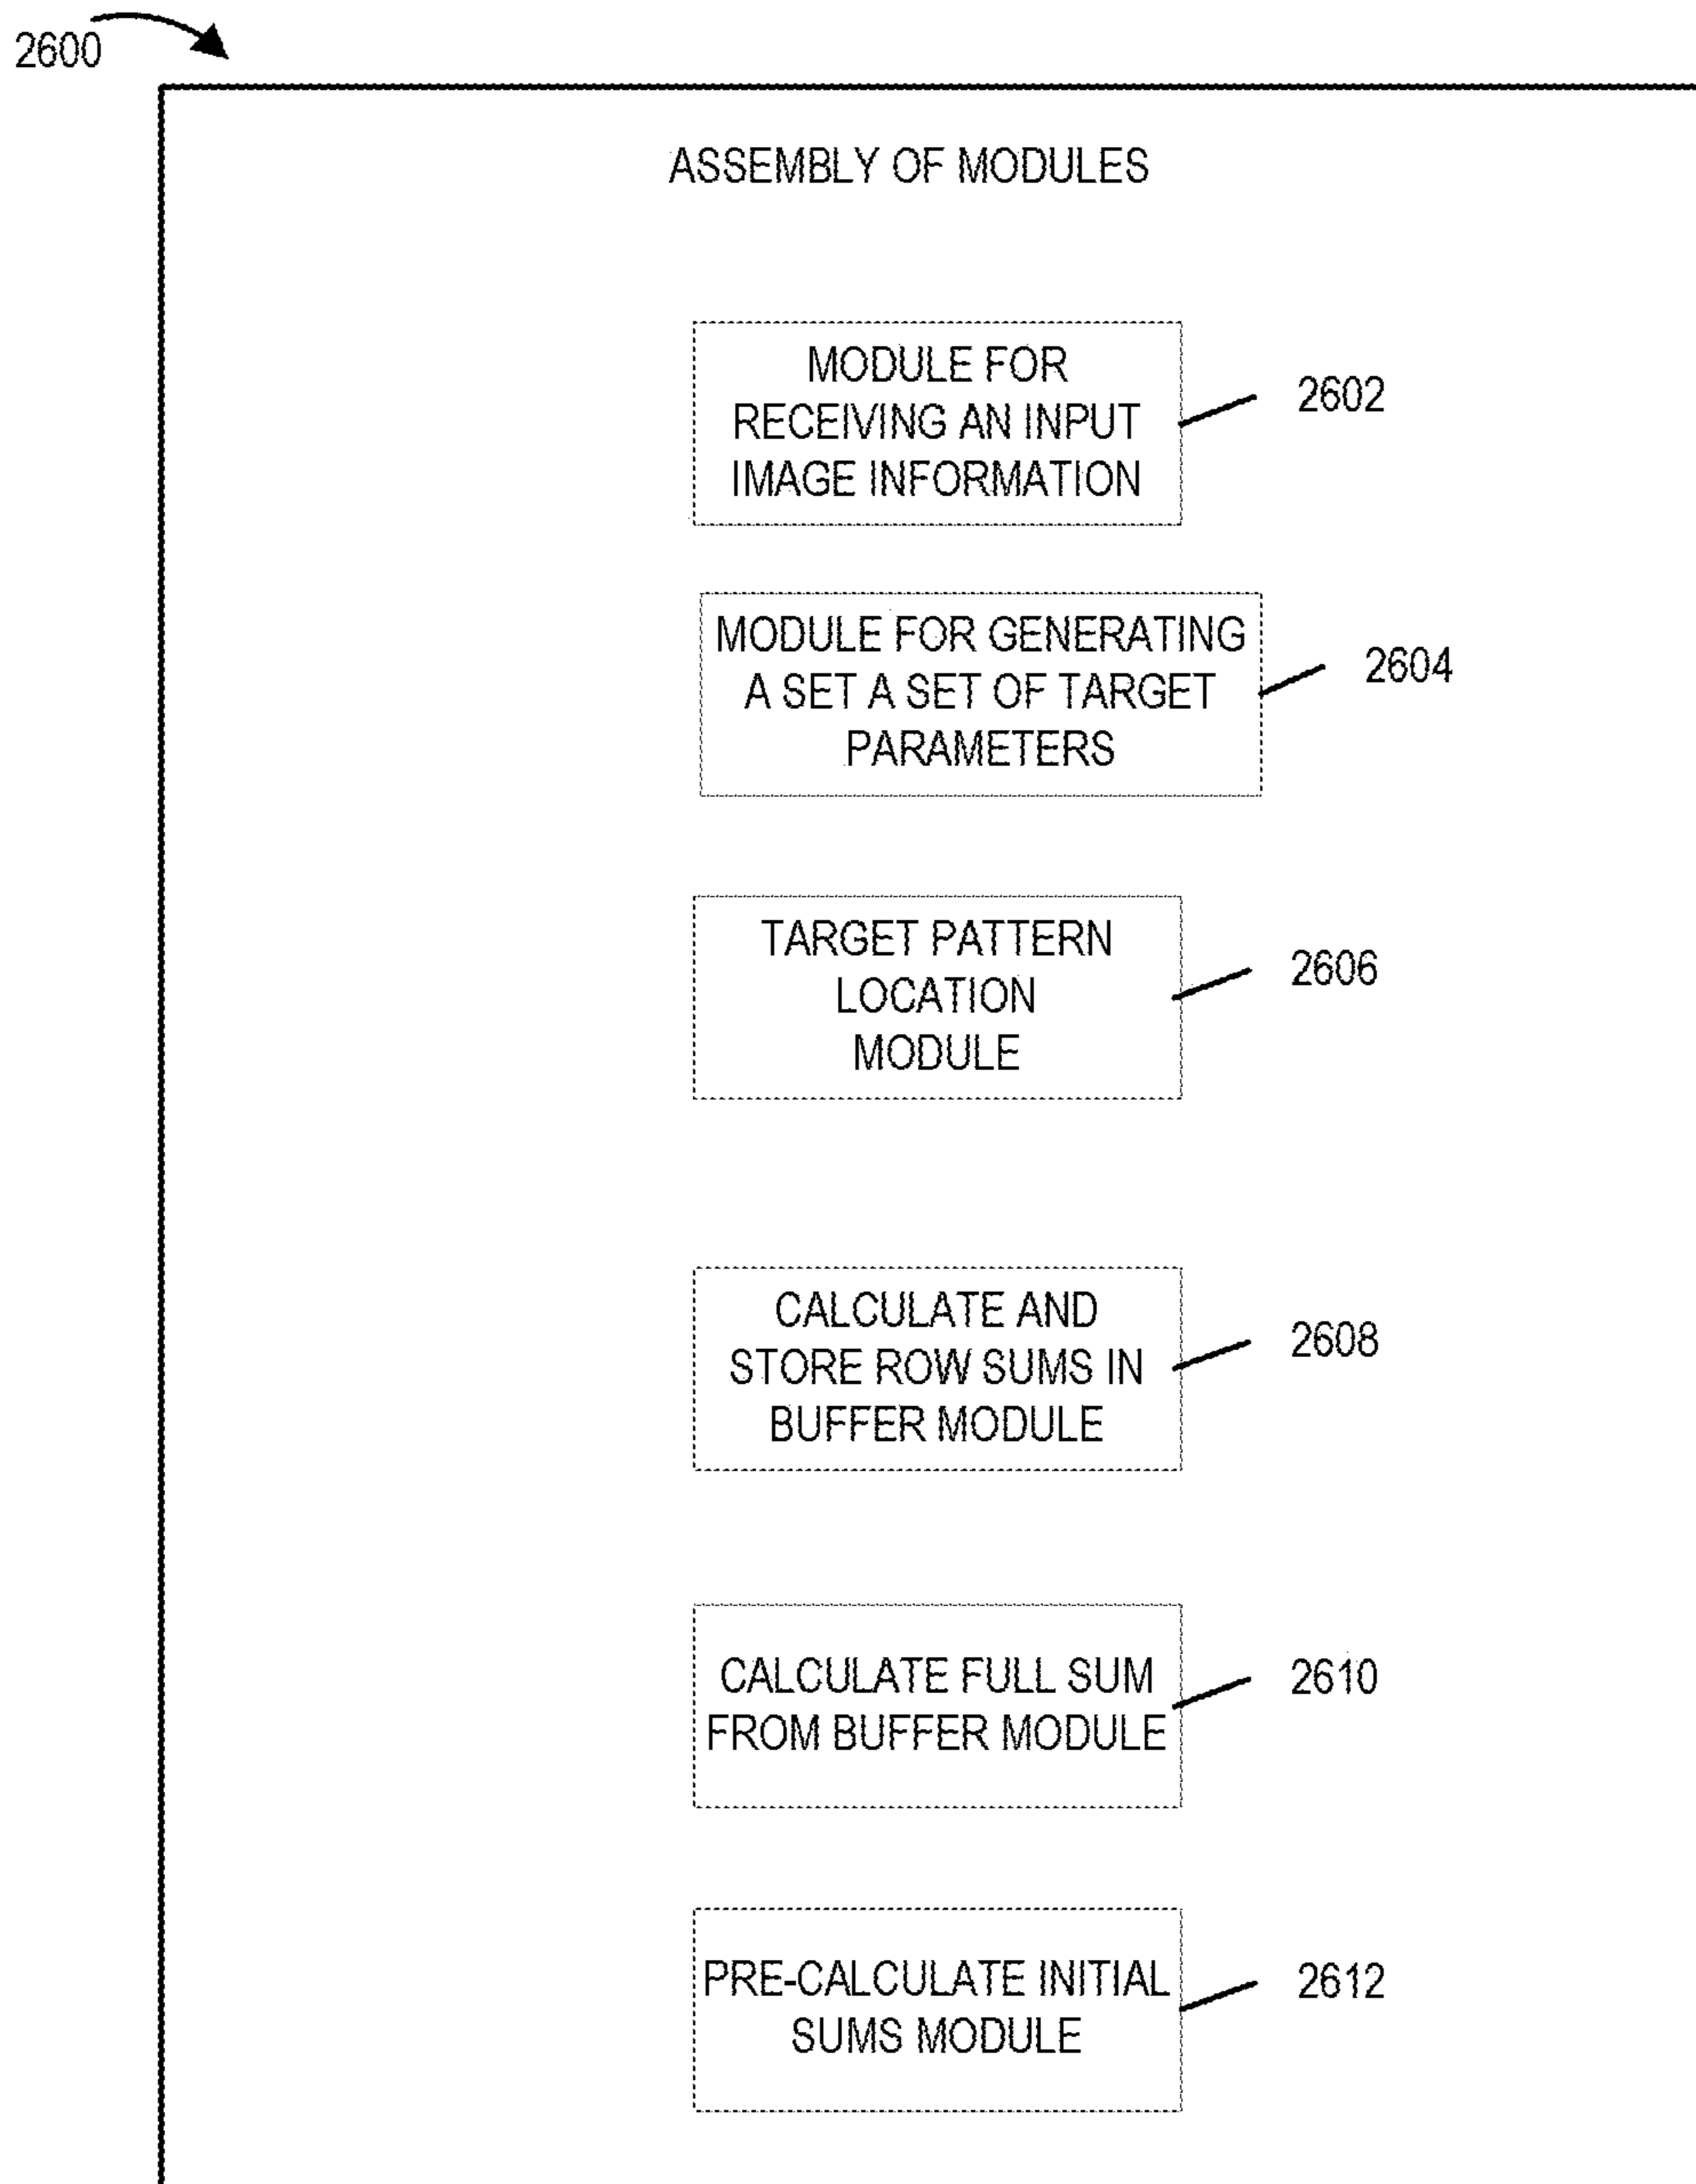 2600
ASSEMBLY OF MODULES
MODULE FOR
RECEIVING AN INPUT
IMAGE INFORMATION
2602
MODULE FOR GENERATING
A SET A SET OF TARGET
PARAMETERS
2604
TARGET PATTERN
LOCATION
MODULE
2606
CALCULATE AND
STORE ROW SUMS IN
BUFFER MODULE
2608
CALCULATE FULL SUM
FROM BUFFER MODULE
2610
PRE-CALCULATE INITIAL
SUMS MODULE
2612